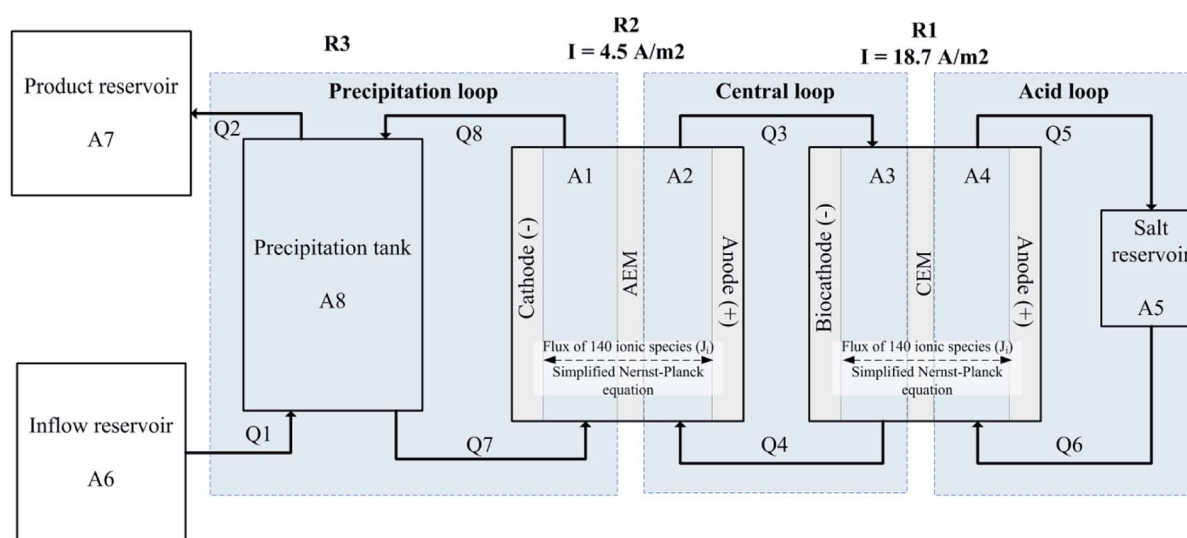 R3
R2
I = 4.5 A/m2
R1
I = 18.7 A/m2
Product reservoir
A7
Q2
Precipitation loop
Q8
Precipitation tank
A8
Inflow reservoir
A6
Q1
Q7
Cathode (-)
A1
AEM
A2
Anode (+)
Flux of 140 ionic species (Jᵢ)
Simplified Nernst-Planck
equation
Central loop
Q3
Q4
Biocathode (-)
A3
CEM
A4
Anode (+)
Flux of 140 ionic species (Jᵢ)
Simplified Nernst-Planck
equation
Acid loop
Q5
Salt
reservoir
A5
Q6